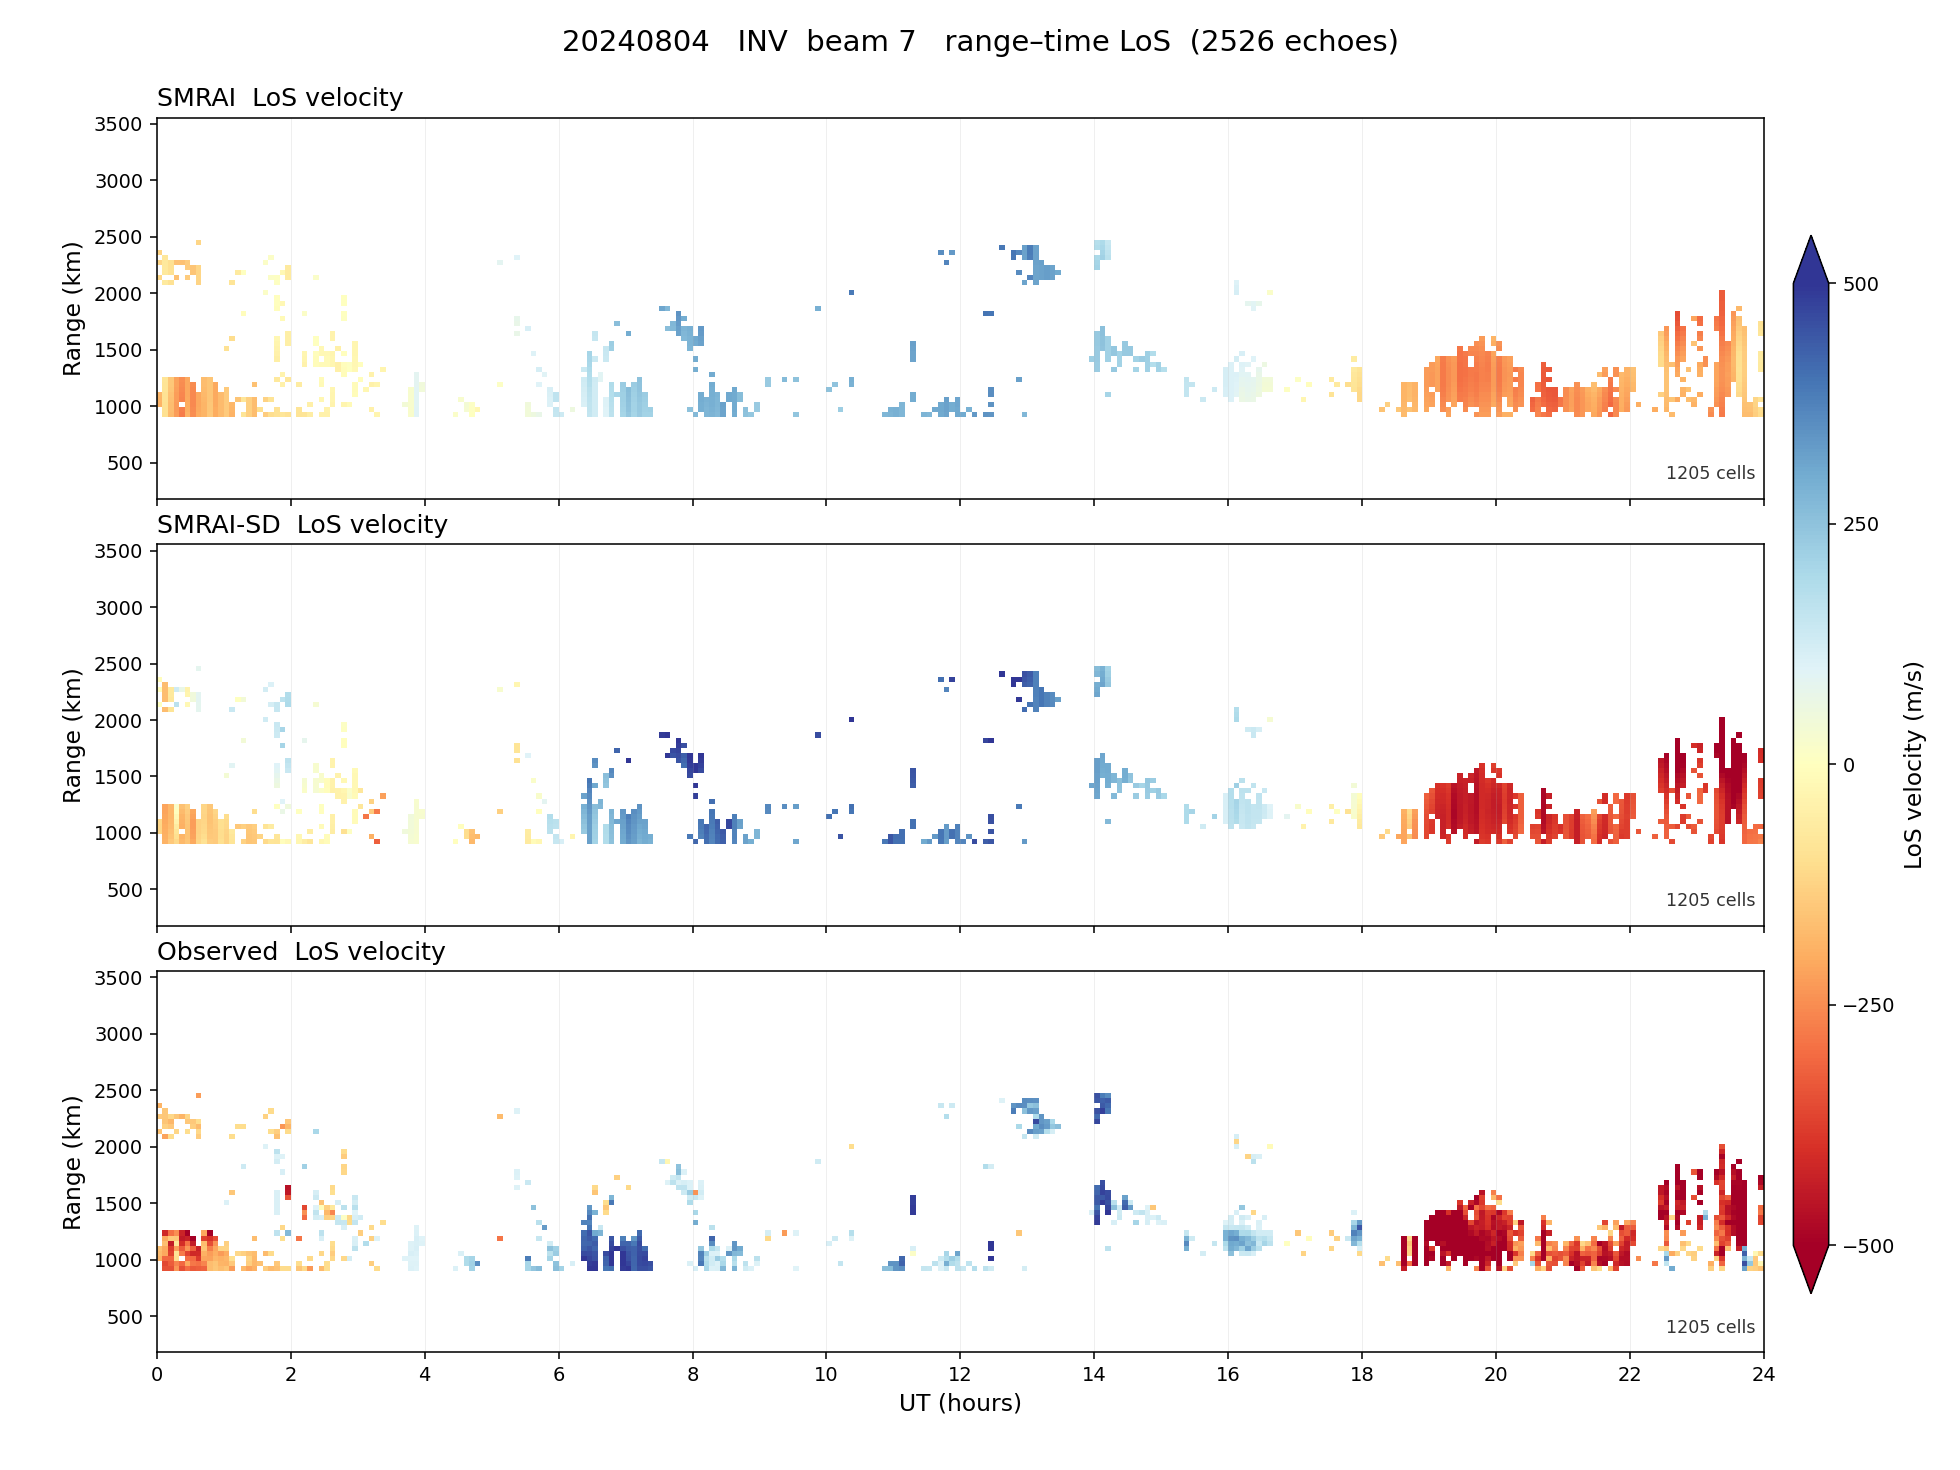 20240804   INV  beam 7   range–time LoS  (2526 echoes)
SMRAI  LoS velocity
3500
3000
2500
2000
1500
1000
500
Range (km)
1205 cells
SMRAI-SD  LoS velocity
3500
3000
2500
2000
1500
1000
500
Range (km)
1205 cells
Observed  LoS velocity
3500
3000
2500
2000
1500
1000
500
Range (km)
1205 cells
0 2 4 6 8 10 12 14 16 18 20 22 24
UT (hours)
500
250
0
−250
−500
LoS velocity (m/s)